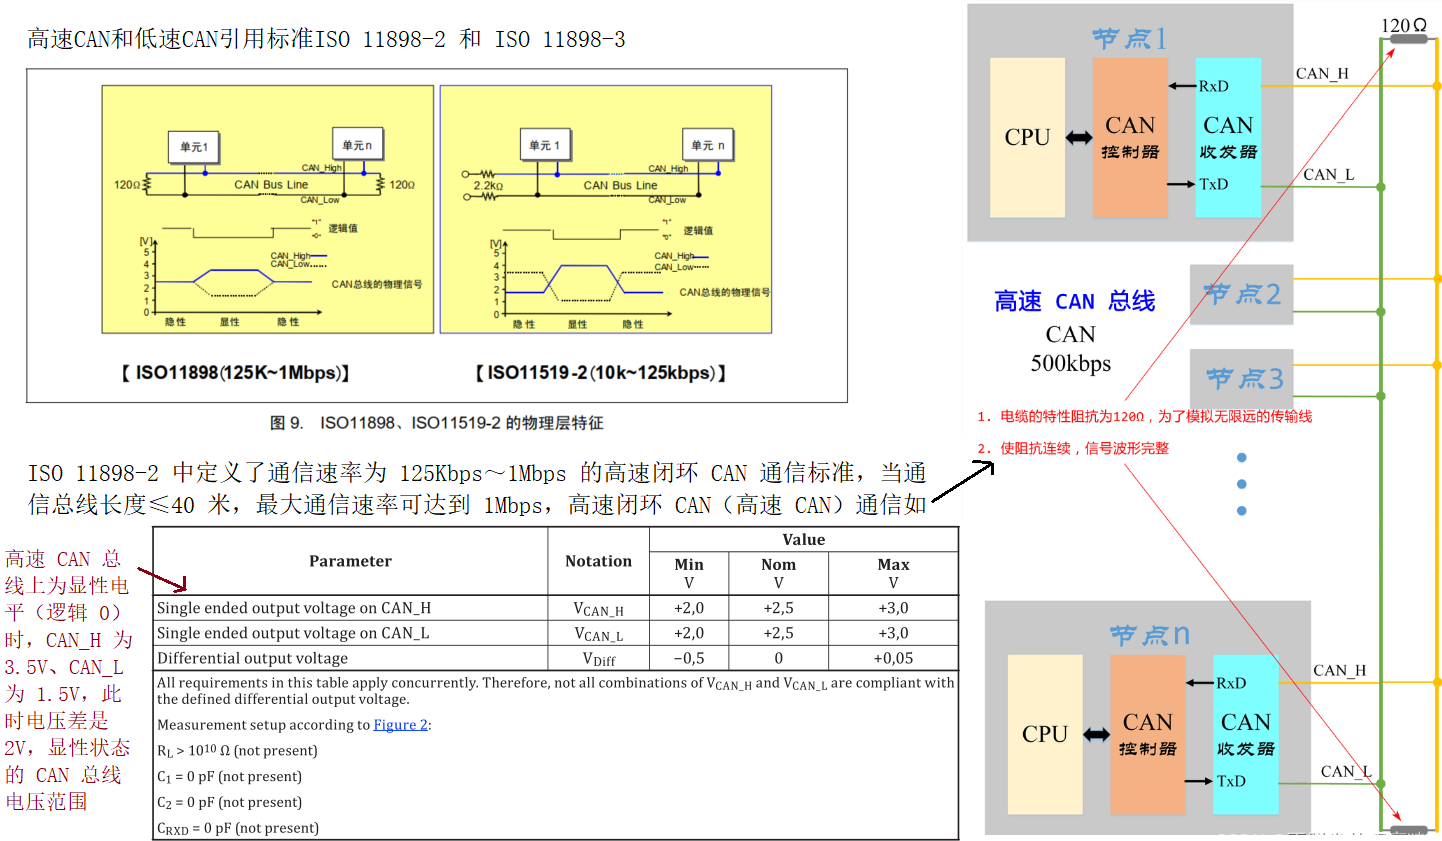 高速CAN和低速CAN引用标准ISO 11898-2 和 ISO 11898-3
单元1
单元n
CAN_High
120Ω
CAN Bus Line
120Ω
CAN_Low
"1"
"0"
逻辑值
[V]
5
4
3
2
1
0
CAN_High
CAN_Low
CAN总线的物理信号
隐性
显性
隐性
【 ISO11898(125K~1Mbps)】
单元 1
单元 n
CAN_High
2.2kΩ
CAN Bus Line
CAN_Low
"1"
"0"
逻辑值
[V]
5
4
3
2
1
0
CAN_High
CAN_Low
CAN总线的物理信号
隐性
显性
隐性
【 ISO11519-2(10k~125kbps)】
图 9. ISO11898、ISO11519-2 的物理层特征
ISO 11898-2 中定义了通信速率为 125Kbps～1Mbps 的高速闭环 CAN 通信标准，当通
信总线长度≤40 米，最大通信速率可达到 1Mbps，高速闭环 CAN（高速 CAN）通信如
高速 CAN 总
线上为显性电
平（逻辑 0）
时，CAN_H 为
3.5V、CAN_L
为 1.5V，此
时电压差是
2V，显性状态
的 CAN 总线
电压范围
Parameter
Notation
Value
Min
V
Nom
V
Max
V
Single ended output voltage on CAN_H VCAN_H +2,0 +2,5 +3,0
Single ended output voltage on CAN_L VCAN_L +2,0 +2,5 +3,0
Differential output voltage VDiff −0,5 0 +0,05
All requirements in this table apply concurrently. Therefore, not all combinations of VCAN_H and VCAN_L are compliant with
the defined differential output voltage.
Measurement setup according to Figure 2:
RL > 10^10 Ω (not present)
C1 = 0 pF (not present)
C2 = 0 pF (not present)
CRXD = 0 pF (not present)
节点1
CPU
CAN
控制器
RxD
CAN
收发器
TxD
CAN_H
CAN_L
120Ω
节点2
高速 CAN 总线
CAN
500kbps
节点3
1. 电缆的特性阻抗为120Ω，为了模拟无限远的传输线
2. 使阻抗连续，信号波形完整
节点n
CPU
CAN
控制器
RxD
CAN
收发器
TxD
CAN_H
CAN_L